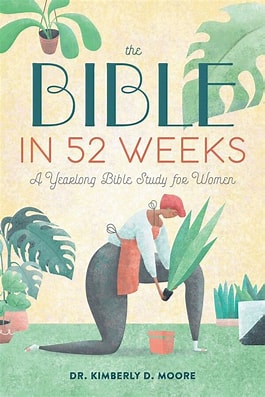 the
BIBLE
IN 52 WEEKS
A Yearlong Bible Study for Women
DR. KIMBERLY D. MOORE